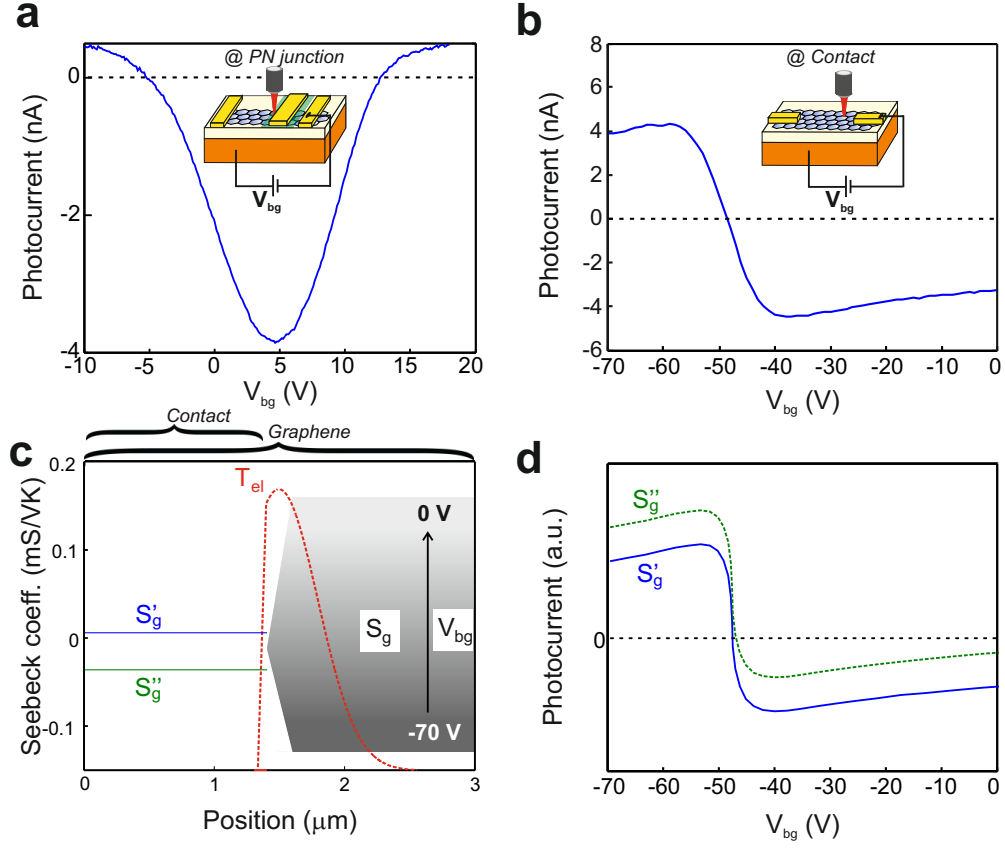 a
@ PN junction
Photocurrent (nA)
0
-2
-4
-10
-5
0
5
10
15
20
V_bg (V)
V_bg
b
@ Contact
Photocurrent (nA)
8
6
4
2
0
-2
-4
-6
-70
-60
-50
-40
-30
-20
-10
0
V_bg (V)
V_bg
c
Contact
Graphene
Seebeck coeff. (mS/VK)
0.2
0.1
0
-0.1
T_el
0 V
S'_g
S_g
V_bg
S''_g
-70 V
0
1
2
3
Position (μm)
d
Photocurrent (a.u.)
S''_g
S'_g
0
-70
-60
-50
-40
-30
-20
-10
0
V_bg (V)